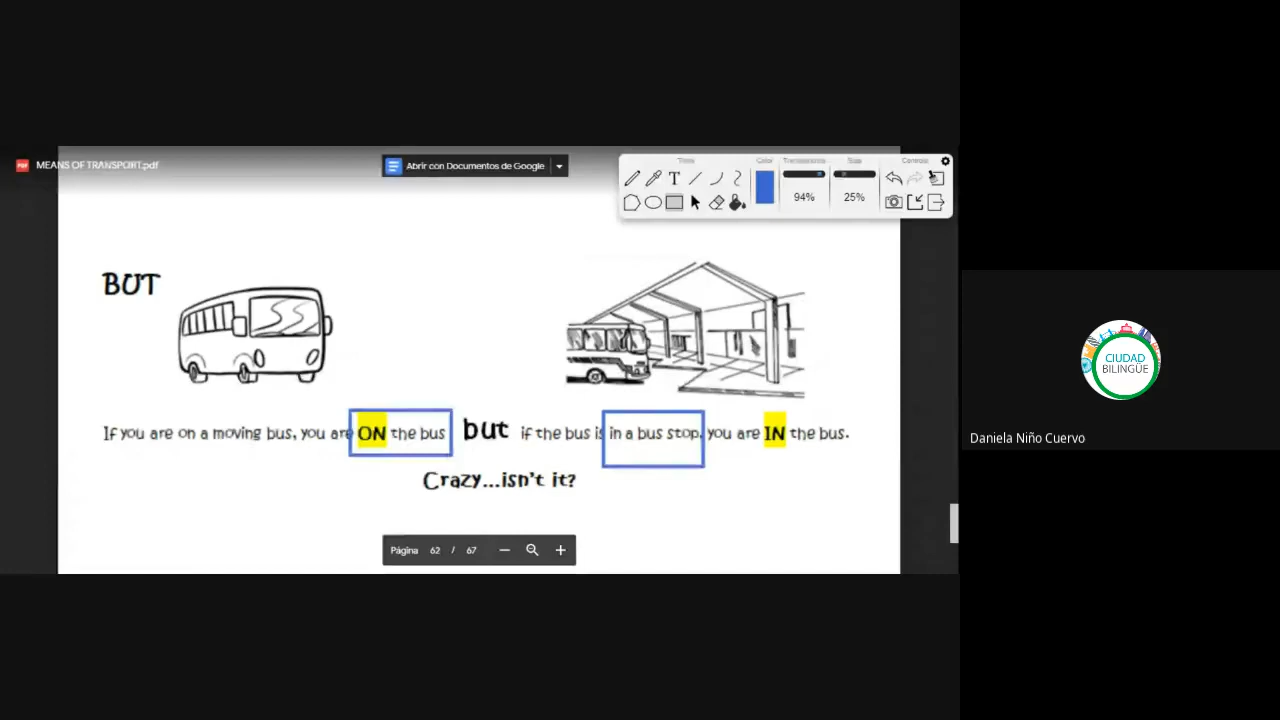 MEANS OF TRANSPORT.pdf
Abrir con Documentos de Google
Color
Controls
94%
25%
BUT
If you are on a moving bus, you are ON the bus but if the bus is in a bus stop, you are IN the bus.
Crazy...isn't it?
Página 62 / 67
CIUDAD
BILINGÜE
Daniela Niño Cuervo